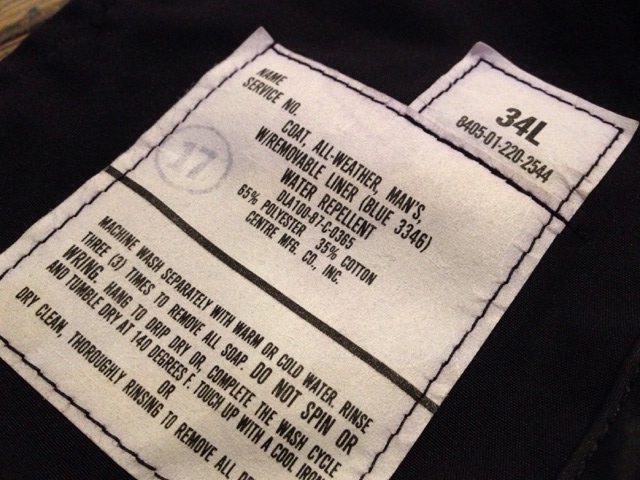 34L
8405-01-220-2544
NAME
SERVICE NO.
COAT, ALL-WEATHER, MAN'S,
W/REMOVABLE LINER (BLUE 3346)
WATER REPELLENT
DLA100-87-C-0365
65% POLYESTER 35% COTTON
CENTRE MFG. CO., INC.
17
MACHINE WASH SEPARATELY WITH WARM OR COLD WATER. RINSE
THREE (3) TIMES TO REMOVE ALL SOAP. DO NOT SPIN OR
WRING. HANG TO DRIP DRY OR, COMPLETE THE WASH CYCLE
AND TUMBLE DRY AT 140 DEGREES F. TOUCH UP WITH A COOL IRON
OR
DRY CLEAN, THOROUGHLY RINSING TO REMOVE ALL